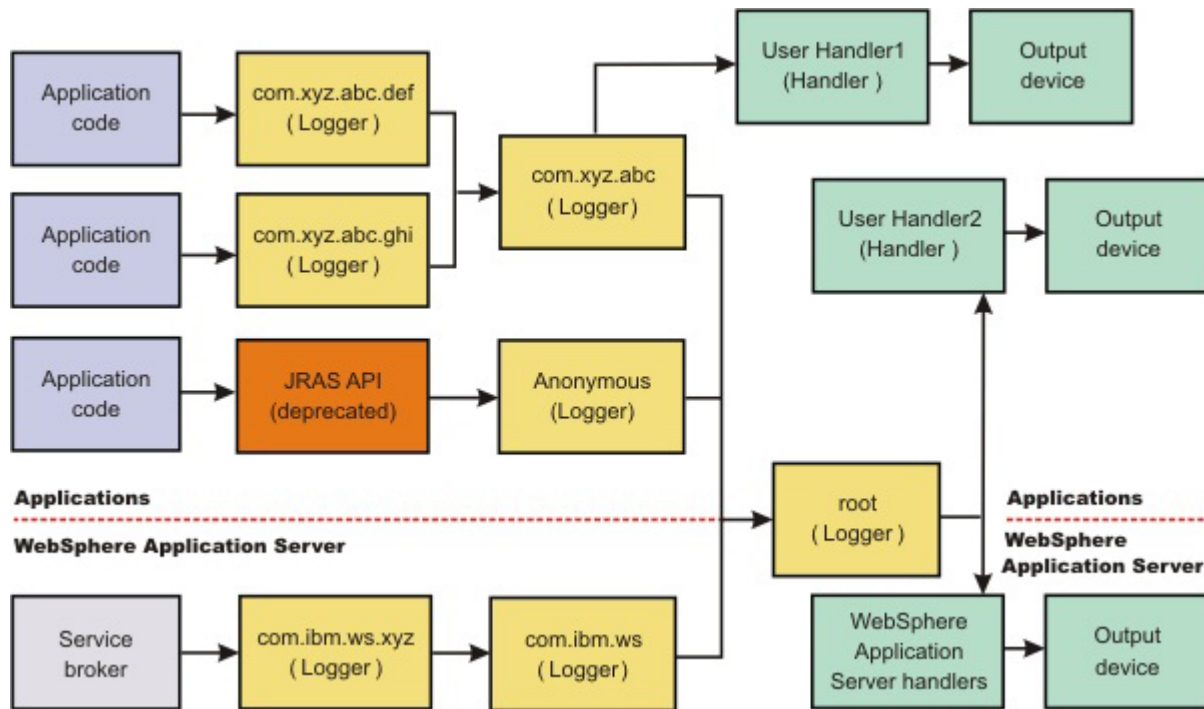 Application
code
com.xyz.abc.def
( Logger )
User Handler1
(Handler )
Output
device
com.xyz.abc
( Logger)
Application
code
com.xyz.abc.ghi
( Logger )
User Handler2
(Handler )
Output
device
Application
code
JRAS API
(deprecated)
Anonymous
(Logger)
Applications
WebSphere Application Server
root
( Logger )
Applications
WebSphere
Application Server
Service
broker
com.ibm.ws.xyz
( Logger )
com.ibm.ws
(Logger )
WebSphere
Application
Server handlers
Output
device